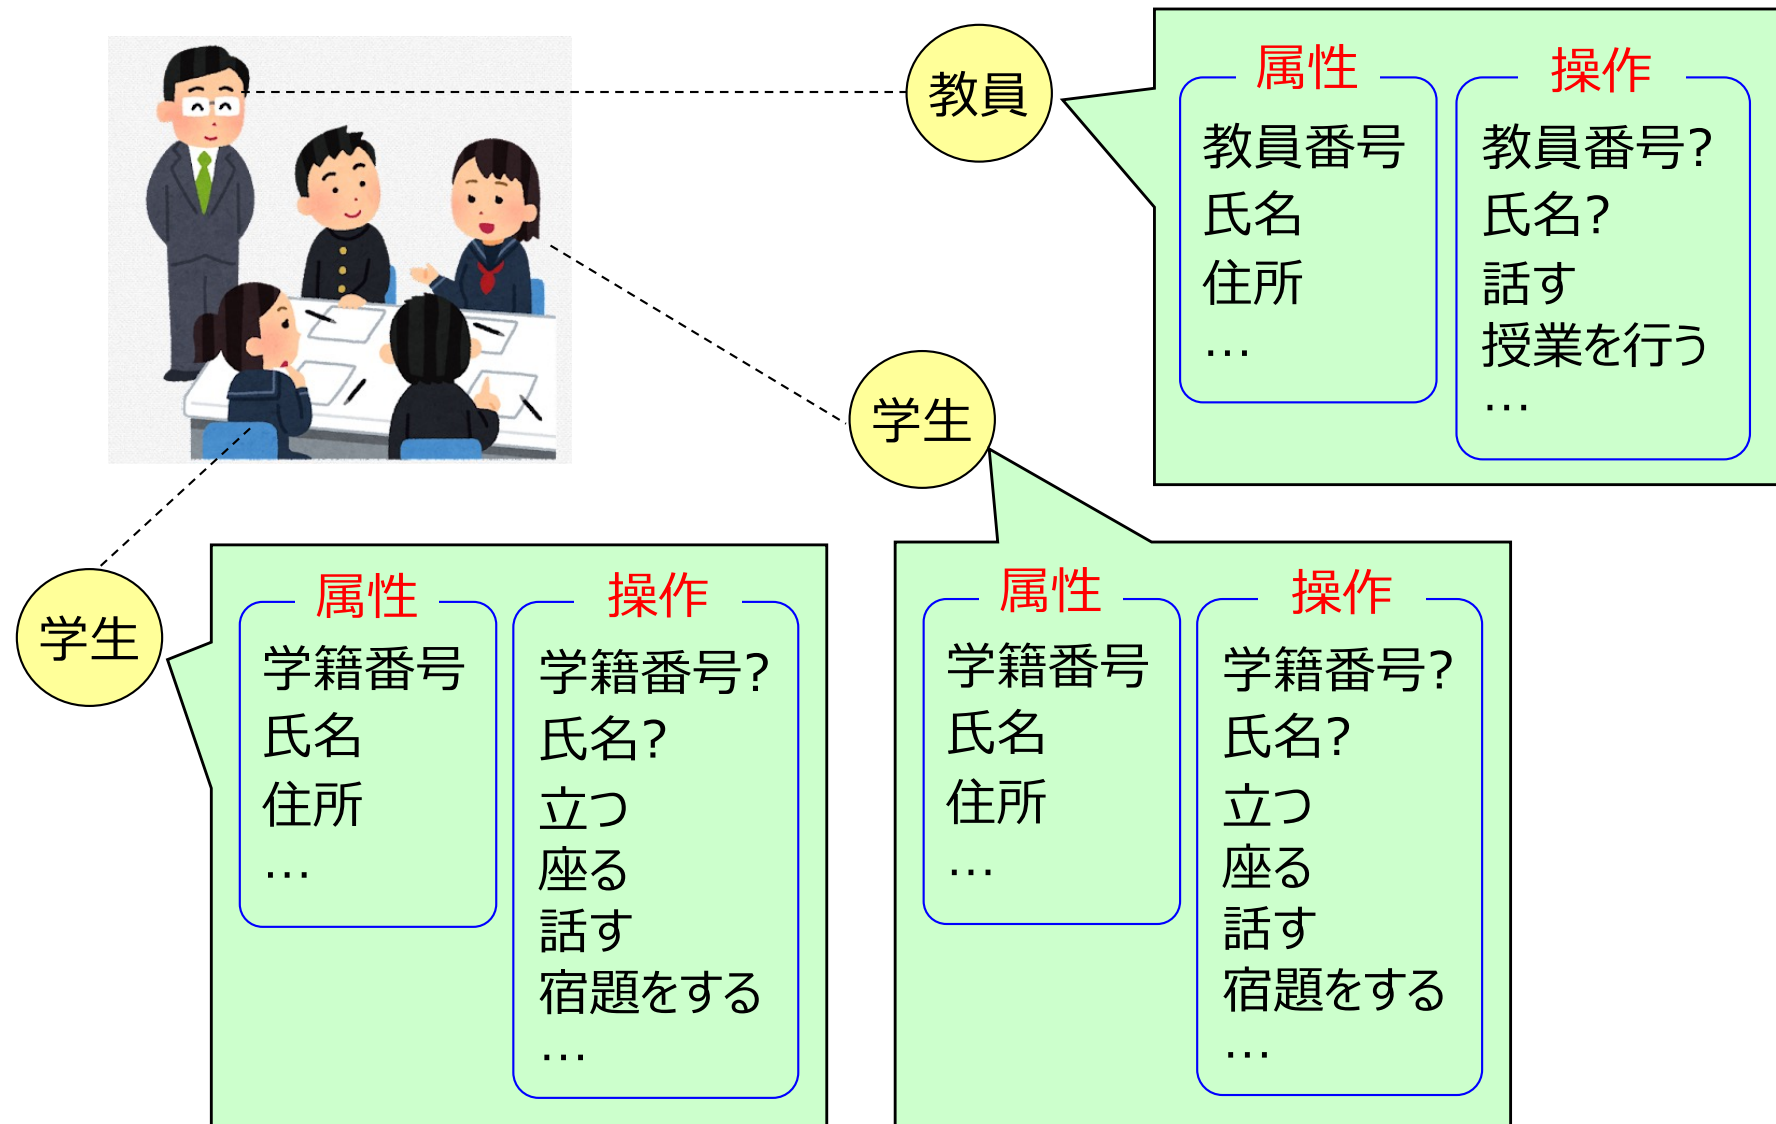 教員
属性
教員番号
氏名
住所
…
操作
教員番号?
氏名?
話す
授業を行う
…
学生
属性
学籍番号
氏名
住所
…
操作
学籍番号?
氏名?
立つ
座る
話す
宿題をする
…
学生
属性
学籍番号
氏名
住所
…
操作
学籍番号?
氏名?
立つ
座る
話す
宿題をする
…